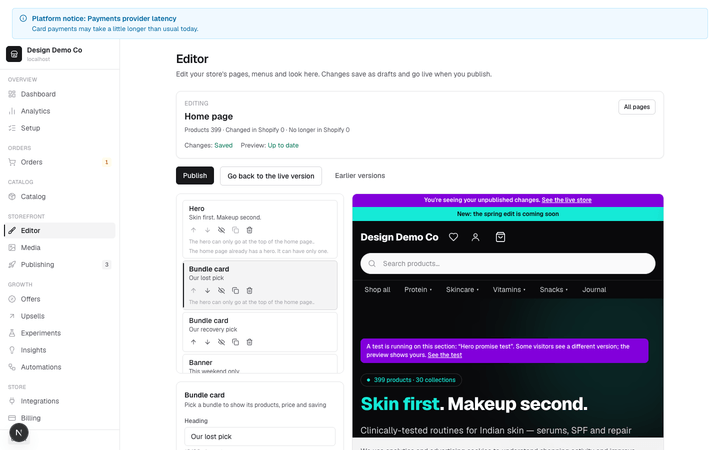 Platform notice: Payments provider latency
Card payments may take a little longer than usual today.
Design Demo Co
localhost
OVERVIEW
Dashboard
Analytics
Setup
ORDERS
Orders 1
CATALOG
Catalog
STOREFRONT
Editor
Media
Publishing 3
GROWTH
Offers
Upsells
Experiments
Insights
Automations
STORE
Integrations
Billing
N
Editor
Edit your store's pages, menus and look here. Changes save as drafts and go live when you publish.
EDITING
Home page
All pages
Products 399 · Changed in Shopify 0 · No longer in Shopify 0
Changes: Saved Preview: Up to date
Publish Go back to the live version Earlier versions
Hero
Skin first. Makeup second.
The hero can only go at the top of the home page.
The home page already has a hero. It can have only one.
Bundle card
Our lost pick
The hero can only go at the top of the home page.
Bundle card
Our recovery pick
Banner
This weekend only
Bundle card
Pick a bundle to show its products, price and saving
Heading
Our lost pick
You're seeing your unpublished changes. See the live store
New: the spring edit is coming soon
Design Demo Co
Search products...
Shop all Protein Skincare Vitamins Snacks Journal
A test is running on this section: "Hero promise test". Some visitors see a different version; the
preview shows yours. See the test
399 products · 30 collections
Skin first. Makeup second.
Clinically-tested routines for Indian skin — serums, SPF and repair